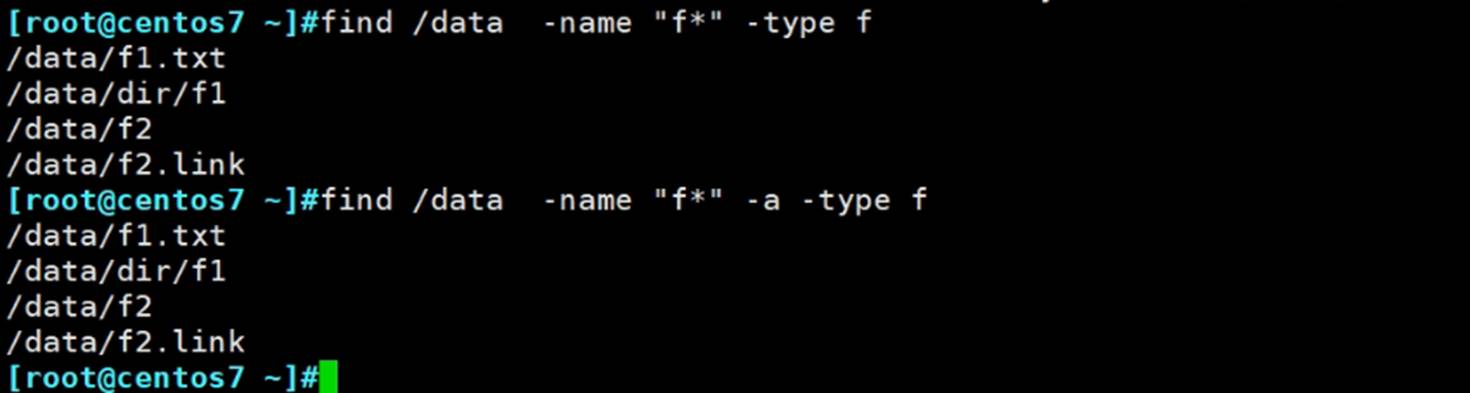 [root@centos7 ~]#find /data  -name "f*" -type f
/data/f1.txt
/data/dir/f1
/data/f2
/data/f2.link
[root@centos7 ~]#find /data  -name "f*" -a -type f
/data/f1.txt
/data/dir/f1
/data/f2
/data/f2.link
[root@centos7 ~]#